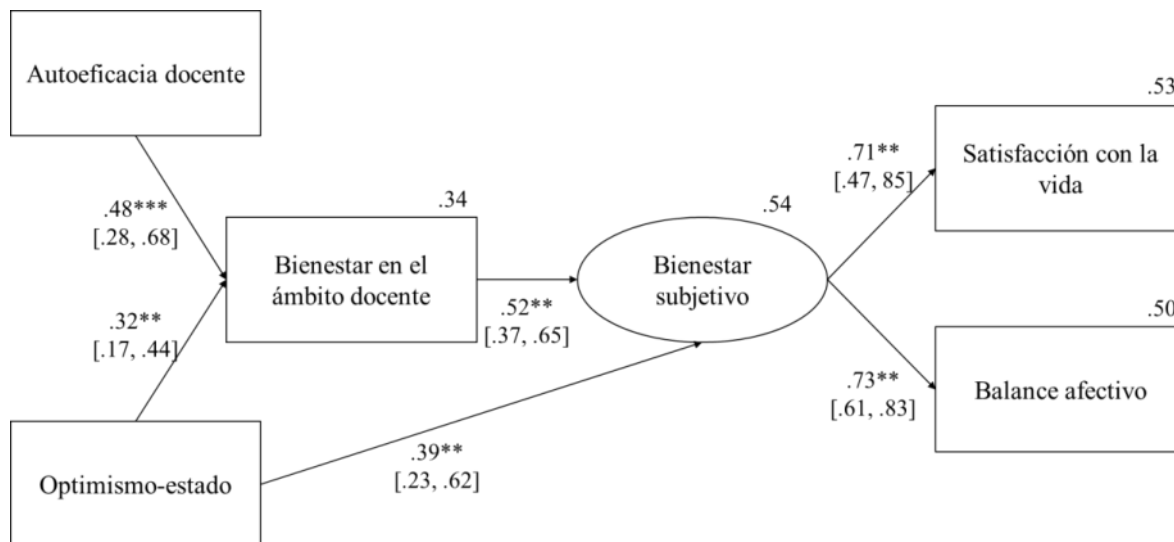 Autoeficacia docente
.48***
[.28, .68]
.32**
[.17, .44]
Optimismo-estado
.34
Bienestar en el
ámbito docente
.52**
[.37, .65]
.39**
[.23, .62]
.54
Bienestar
subjetivo
.71**
[.47, 85]
.73**
[.61, .83]
.53
Satisfacción con la
vida
.50
Balance afectivo